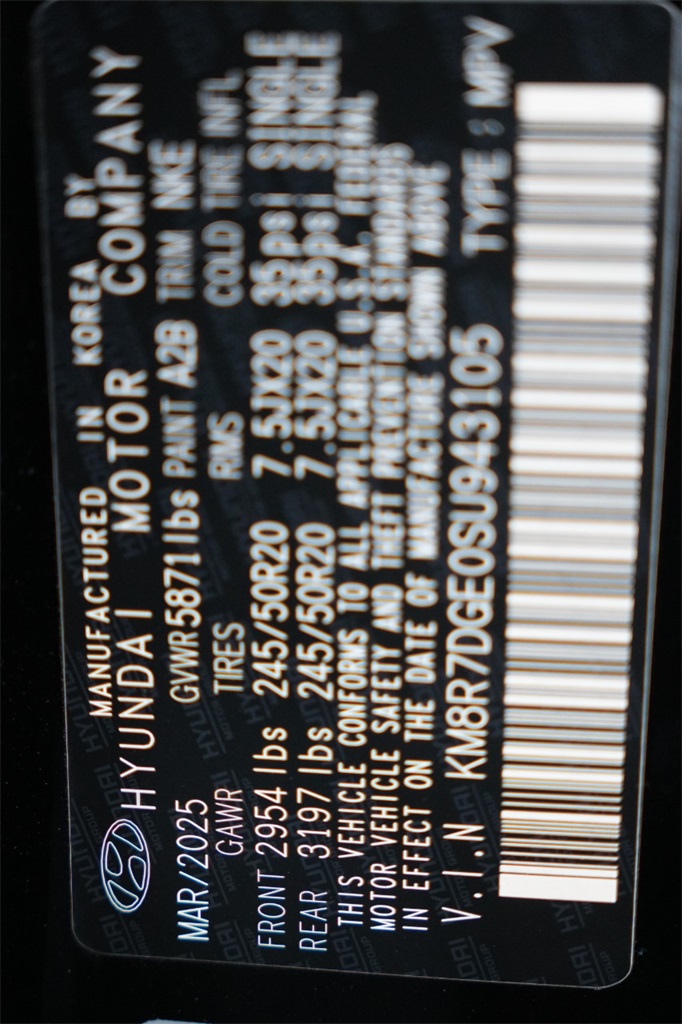 MANUFACTURED IN KOREA BY
HYUNDAI MOTOR COMPANY
MAR/2025 GVWR 5871 lbs PAINT A2B TRIM NKE
GAWR TIRES RMS COLD TIRE INFL
FRONT 2954 lbs 245/50R20 7.5JX20 35psi SINGLE
REAR 3197 lbs 245/50R20 7.5JX20 35psi SINGLE
THIS VEHICLE CONFORMS TO ALL APPLICABLE U.S.A. FEDERAL
MOTOR VEHICLE SAFETY AND THEFT PREVENTION STANDARDS
IN EFFECT ON THE DATE OF MANUFACTURE SHOWN ABOVE
V.I.N KM8R7DGE0SU943105 TYPE : MPV